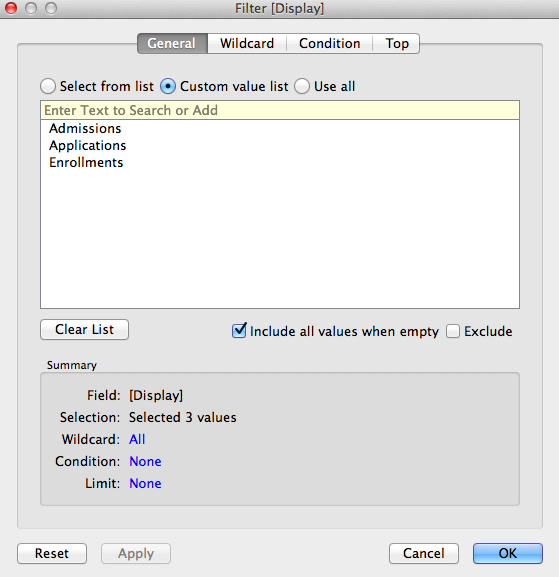 Filter [Display]
General Wildcard Condition Top
Select from list Custom value list Use all
Enter Text to Search or Add
Admissions
Applications
Enrollments
Clear List Include all values when empty Exclude
Summary
Field: [Display]
Selection: Selected 3 values
Wildcard: All
Condition: None
Limit: None
Reset Apply Cancel OK